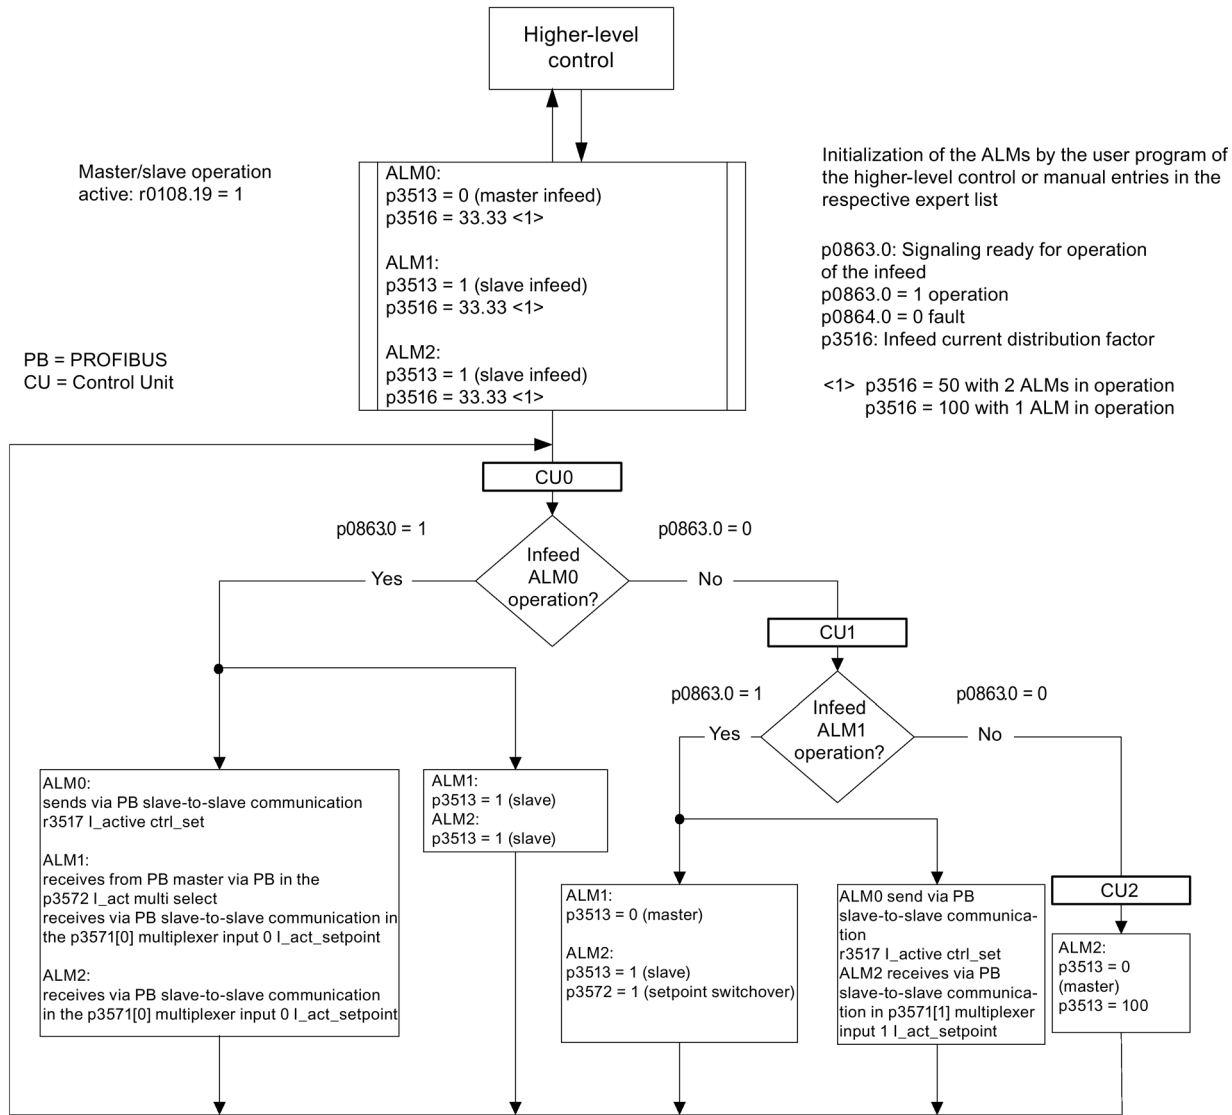 Higher-level
control
Master/slave operation
active: r0108.19 = 1
ALM0:
p3513 = 0 (master infeed)
p3516 = 33.33 <1>
ALM1:
p3513 = 1 (slave infeed)
p3516 = 33.33 <1>
ALM2:
p3513 = 1 (slave infeed)
p3516 = 33.33 <1>
Initialization of the ALMs by the user program of
the higher-level control or manual entries in the
respective expert list
p0863.0: Signaling ready for operation
of the infeed
p0863.0 = 1 operation
p0864.0 = 0 fault
p3516: Infeed current distribution factor
<1> p3516 = 50 with 2 ALMs in operation
p3516 = 100 with 1 ALM in operation
PB = PROFIBUS
CU = Control Unit
CU0
p0863.0 = 1
p0863.0 = 0
Infeed
ALM0
operation?
Yes
No
CU1
p0863.0 = 1
p0863.0 = 0
Infeed
ALM1
operation?
Yes
No
ALM0:
sends via PB slave-to-slave communication
r3517 I_active ctrl_set
ALM1:
receives from PB master via PB in the
p3572 I_act multi select
receives via PB slave-to-slave communication in
the p3571[0] multiplexer input 0 I_act_setpoint
ALM2:
receives via PB slave-to-slave communication
in the p3571[0] multiplexer input 0 I_act_setpoint
ALM1:
p3513 = 1 (slave)
ALM2:
p3513 = 1 (slave)
ALM1:
p3513 = 0 (master)
ALM2:
p3513 = 1 (slave)
p3572 = 1 (setpoint switchover)
ALM0 send via PB
slave-to-slave communica-
tion
r3517 I_active ctrl_set
ALM2 receives via PB
slave-to-slave communica-
tion in p3571[1] multiplexer
input 1 I_act_setpoint
CU2
ALM2:
p3513 = 0
(master)
p3513 = 100